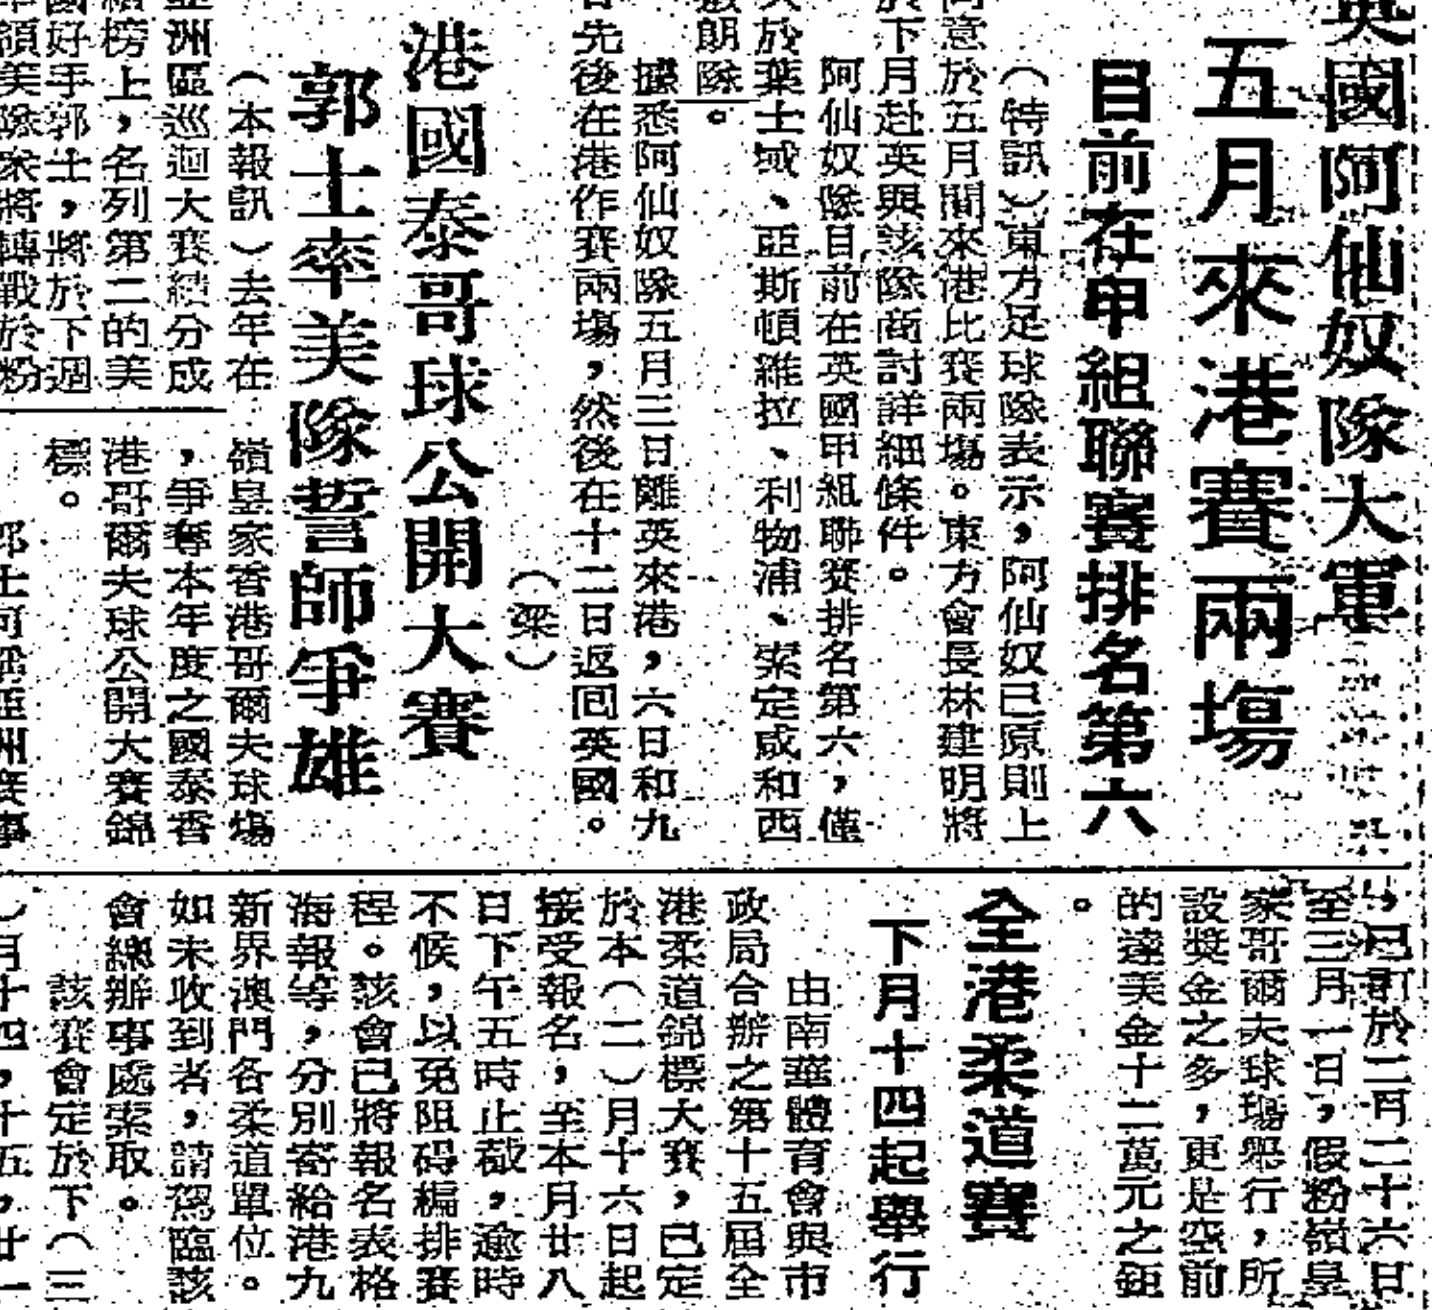 英國阿仙奴隊大軍
五月來港賽兩場
目前在甲組聯賽排名第六
（特訊）東方足球隊表示，阿仙奴已原則上
同意於五月間來港比賽兩場。東方會長林建明將
於下月赴英與該隊商討詳細條件。
阿仙奴隊目前在英國甲組聯賽排名第六，僅
次於葉士域、亞斯頓維拉、利物浦、索定咸和西
隊。
據悉阿仙奴隊五月三日離英來港，六日和九
日先後在港作賽兩場，然後在十二日返回英國。
（梁）
港國泰哥球公開大賽
郭士率美隊誓師爭雄
（本報訊）去年在
亞洲區巡迴大賽績分成
績榜上，名列第二的美
國好手郭士，將於下週
率領美隊衆將轉戰於粉
嶺皇家香港哥爾夫球場
，爭奪本年度之國泰香
港哥爾夫球公開大賽錦
標。
亞洲賽事
，於二月二十六日
至三月一日，假粉嶺皇
家哥爾夫球場舉行，所
設獎金之多，更是空前
的達美金十二萬元之鉅
。
全港柔道賽
下月十四起舉行
由南華體育會與市
政局合辦之第十五屆全
港柔道錦標大賽，已定
於本（二）月十六日起
接受報名，至本月廿八
日下午五時止截，逾時
不候，以免阻碍編排賽
程。該會已將報名表格
海報等，分別寄給港九
新界澳門各柔道單位。
如未收到者，請駕臨該
會總辦事處索取。
該賽會定於下（三
）月十四，十五，廿一